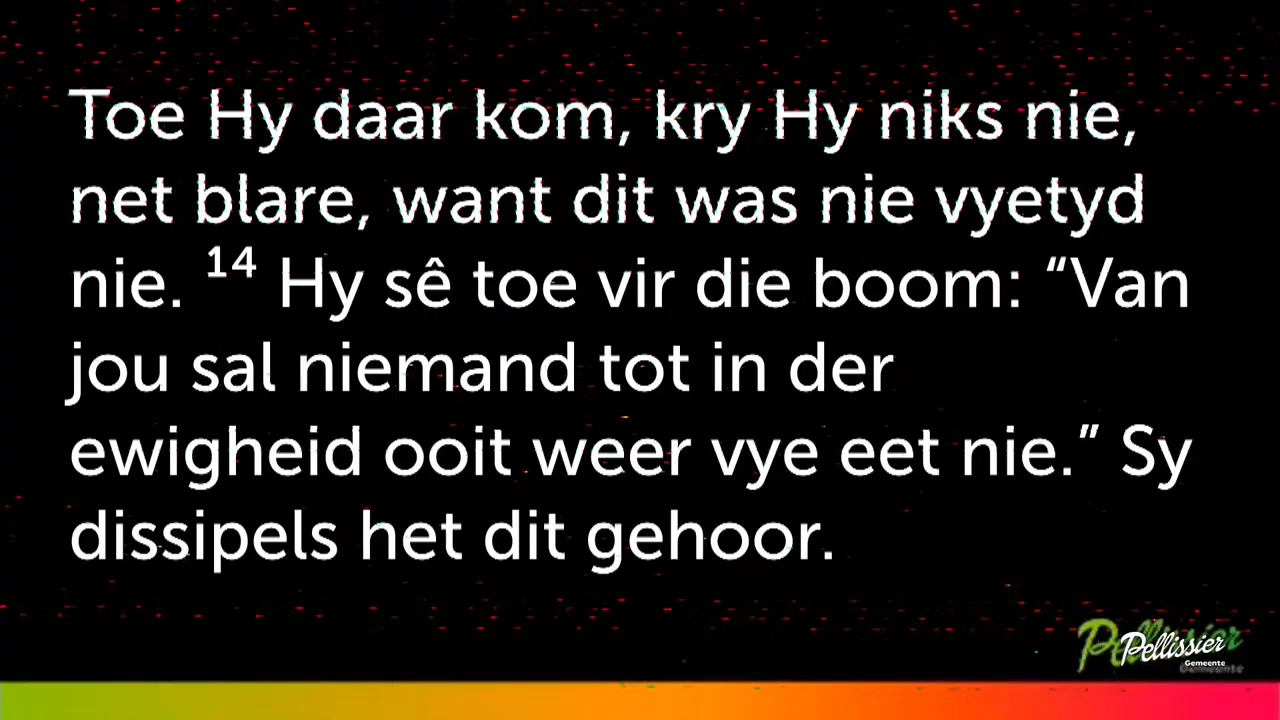 Toe Hy daar kom, kry Hy niks nie,
net blare, want dit was nie vyetyd
nie. ¹⁴ Hy sê toe vir die boom: “Van
jou sal niemand tot in der
ewigheid ooit weer vye eet nie.” Sy
dissipels het dit gehoor.
Pellissier
Gemeente